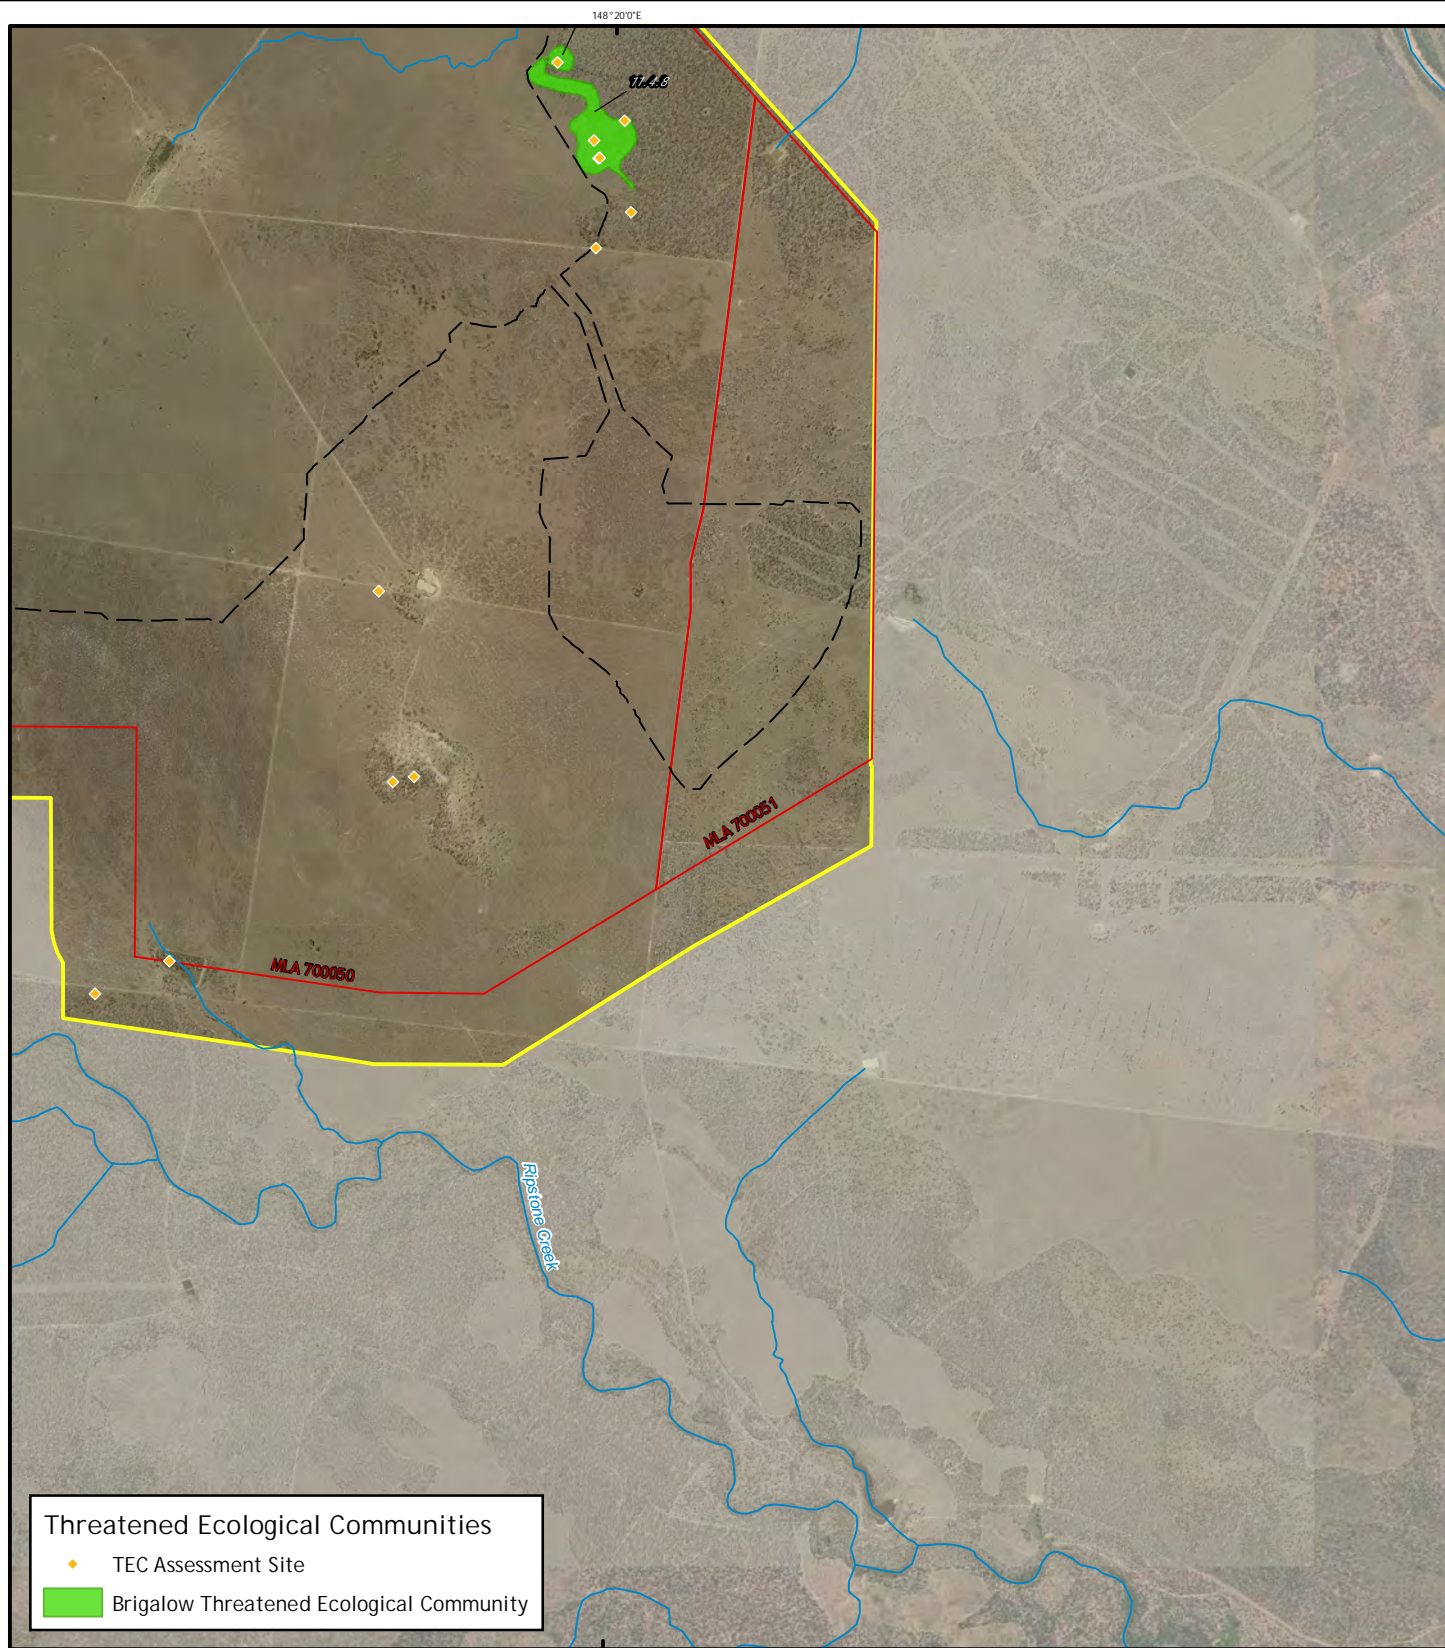 148°20'0"E
11.4.8
MLA 700051
MLA 700050
Ripstone Creek
Threatened Ecological Communities
TEC Assessment Site
Brigalow Threatened Ecological Community